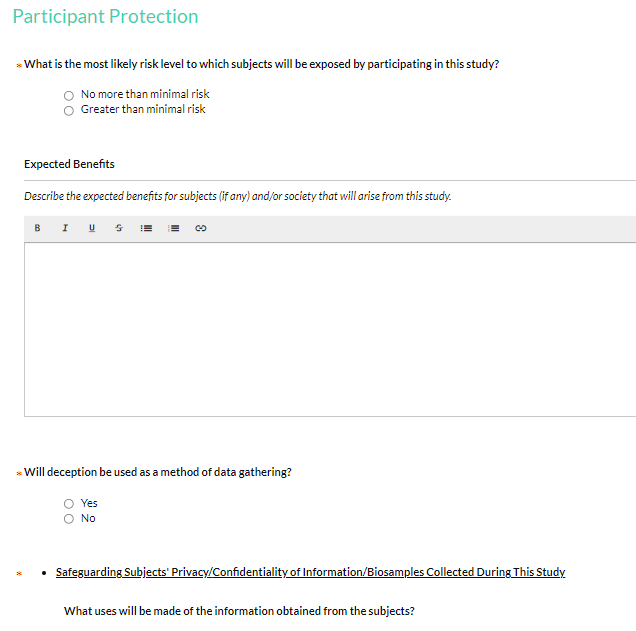 Participant Protection
* What is the most likely risk level to which subjects will be exposed by participating in this study?
No more than minimal risk
Greater than minimal risk
Expected Benefits
Describe the expected benefits for subjects (if any) and/or society that will arise from this study.
B I U S
* Will deception be used as a method of data gathering?
Yes
No
* • Safeguarding Subjects' Privacy/Confidentiality of Information/Biosamples Collected During This Study
What uses will be made of the information obtained from the subjects?